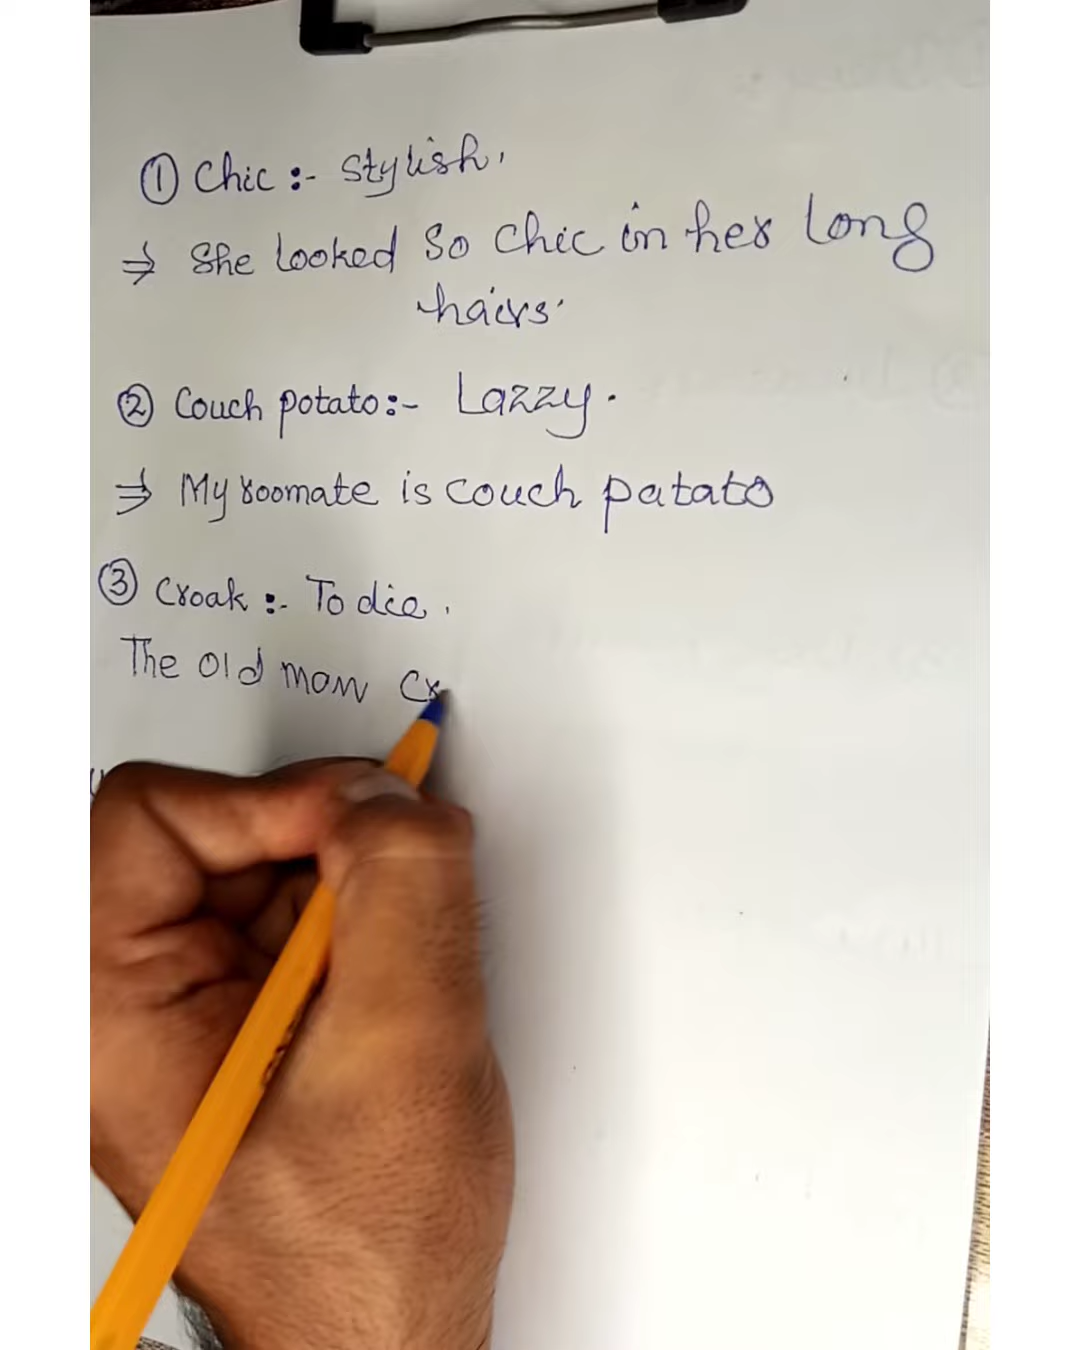 ① Chic :- Stylish.
⇒ She looked so chic in her long
hairs.
② Couch potato :- Lazzy.
⇒ My roomate is couch patato
③ Croak :- To die.
The old man cr